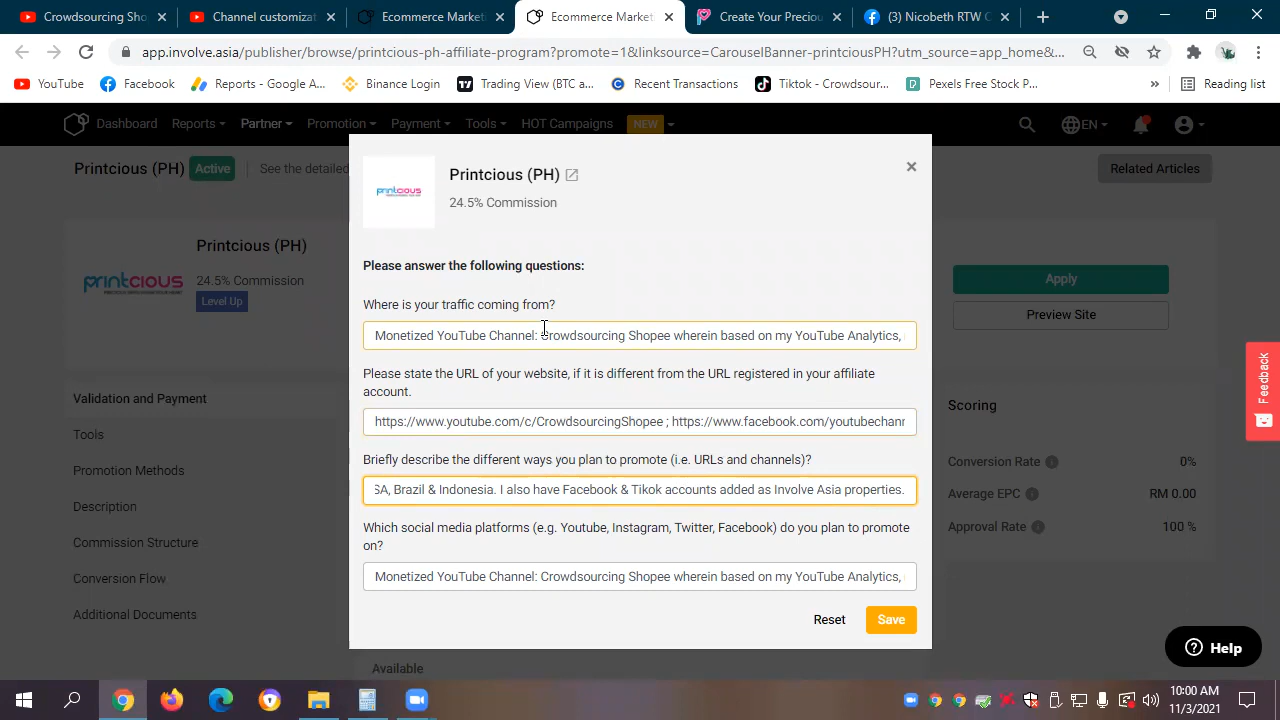 Crowdsourcing Sho
Channel customizat
Ecommerce Market
Ecommerce Market
Create Your Preciou
(3) Nicobeth RTW C
app.involve.asia/publisher/browse/printcious-ph-affiliate-program?promote=1&linksource=CarouselBanner-printciousPH?utm_source=app_home&...
YouTube
Facebook
Reports - Google A...
Binance Login
Trading View (BTC a...
Recent Transactions
Tiktok - Crowdsour...
Pexels Free Stock P...
»
Reading list
Dashboard
Reports
Partner
Promotion
Payment
Tools
HOT Campaigns
NEW
EN
Printcious (PH)
Active
See the detailed
Related Articles
printcious
Printcious (PH)
24.5% Commission
Level Up
Apply
Preview Site
Validation and Payment
Tools
Promotion Methods
Description
Commission Structure
Conversion Flow
Additional Documents
Scoring
Conversion Rate
0%
Average EPC
RM 0.00
Approval Rate
100 %
Available
printcious
Printcious (PH)
24.5% Commission
Please answer the following questions:
Where is your traffic coming from?
Monetized YouTube Channel: Crowdsourcing Shopee wherein based on my YouTube Analytics,
Please state the URL of your website, if it is different from the URL registered in your affiliate
account.
https://www.youtube.com/c/CrowdsourcingShopee ; https://www.facebook.com/youtubechann
Briefly describe the different ways you plan to promote (i.e. URLs and channels)?
SA, Brazil & Indonesia. I also have Facebook & Tikok accounts added as Involve Asia properties.
Which social media platforms (e.g. Youtube, Instagram, Twitter, Facebook) do you plan to promote
on?
Monetized YouTube Channel: Crowdsourcing Shopee wherein based on my YouTube Analytics,
Reset
Save
Feedback
Help
10:00 AM
11/3/2021